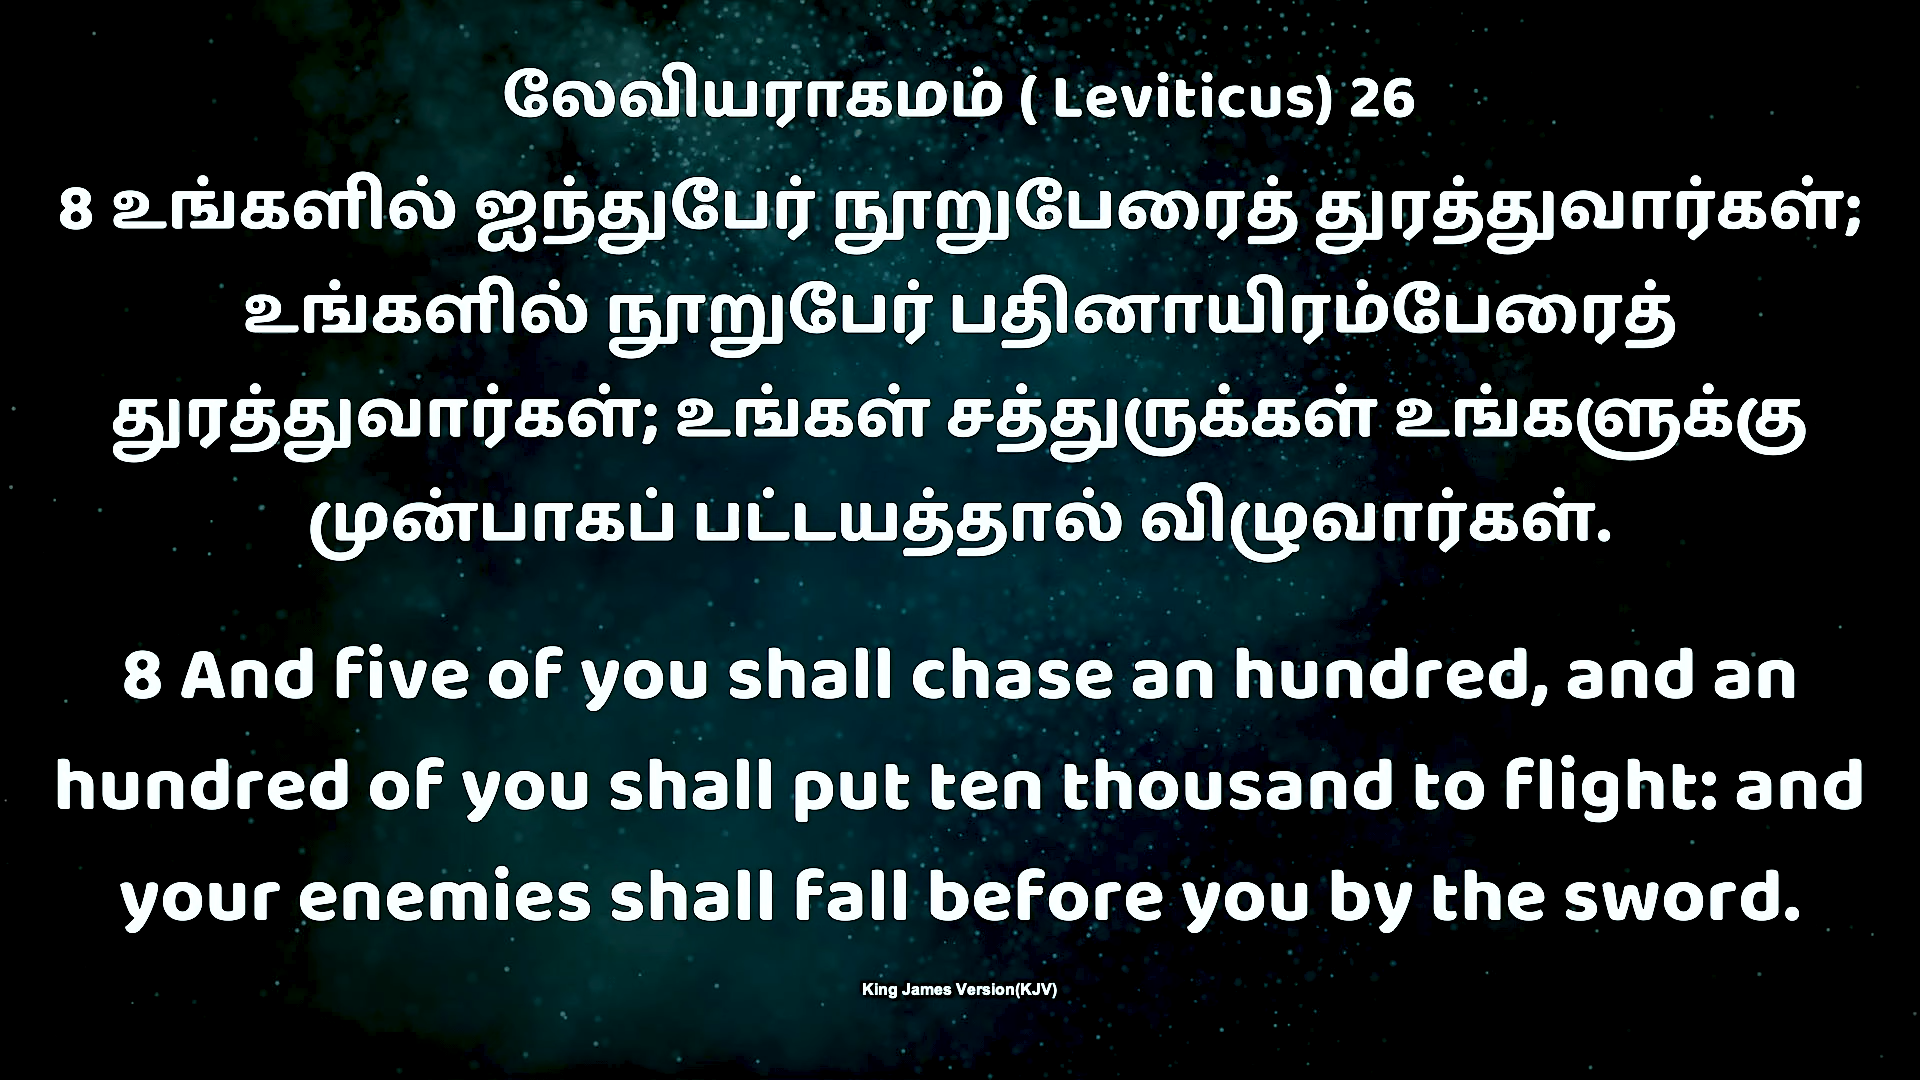 லேவியராகமம் ( Leviticus) 26
8 உங்களில் ஐந்துபேர் நூறுபேரைத் துரத்துவார்கள்;
உங்களில் நூறுபேர் பதினாயிரம்பேரைத்
துரத்துவார்கள்; உங்கள் சத்துருக்கள் உங்களுக்கு
முன்பாகப் பட்டயத்தால் விழுவார்கள்.
8 And five of you shall chase an hundred, and an
hundred of you shall put ten thousand to flight: and
your enemies shall fall before you by the sword.
King James Version(KJV)